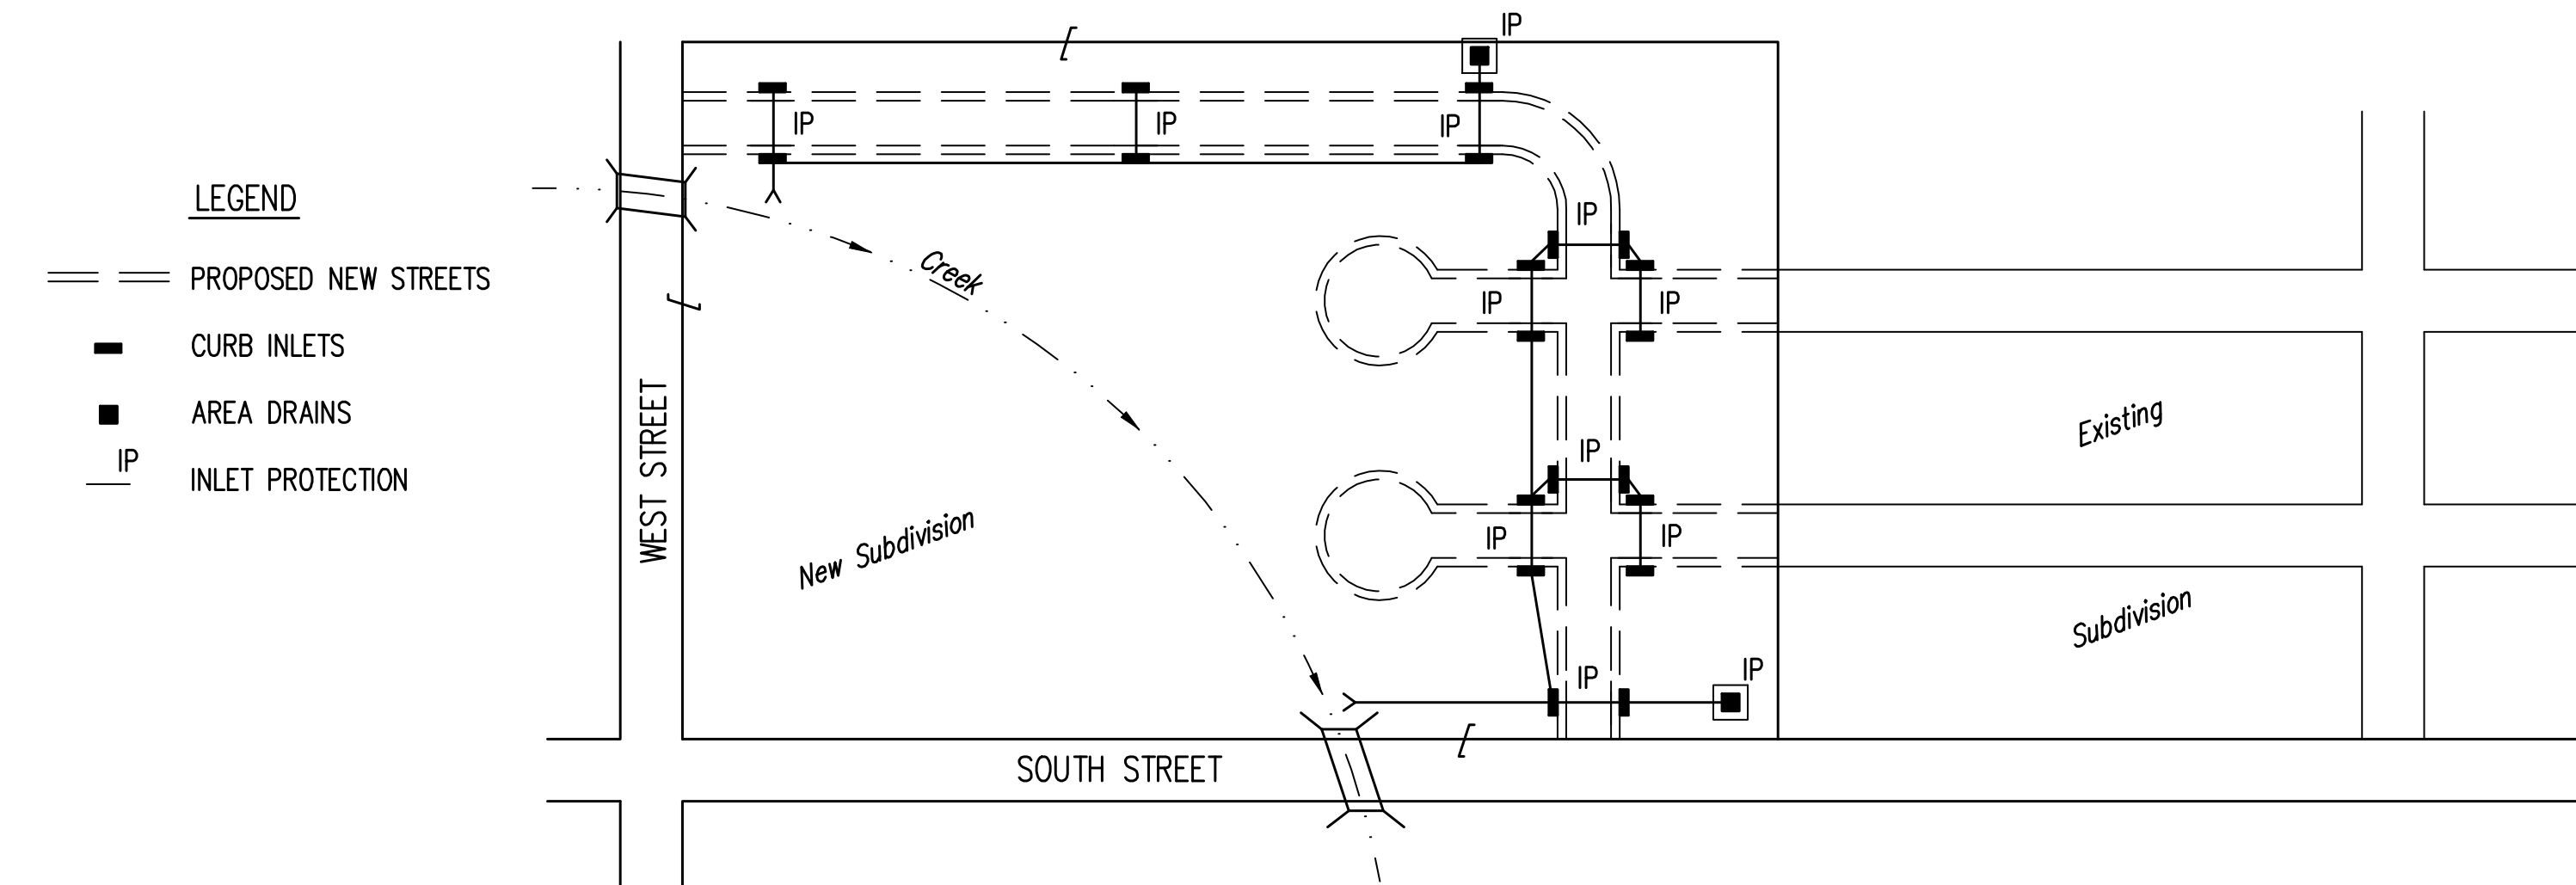 IP
IP
IP
IP
LEGEND
IP
PROPOSED NEW STREETS
Creek
IP
IP
CURB INLETS
AREA DRAINS
WEST STREET
Existing
IP
IP
INLET PROTECTION
New Subdivision
IP
IP
Subdivision
IP
IP
SOUTH STREET